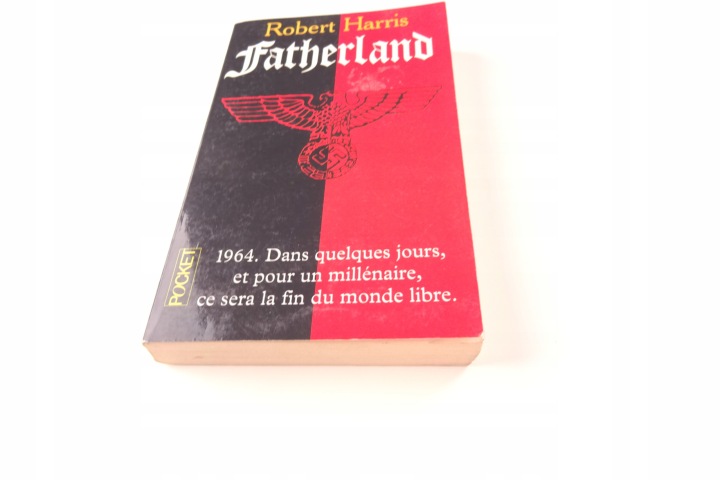 Robert Harris
Fatherland
1964. Dans quelques jours,
et pour un millénaire,
ce sera la fin du monde libre.
POCKET